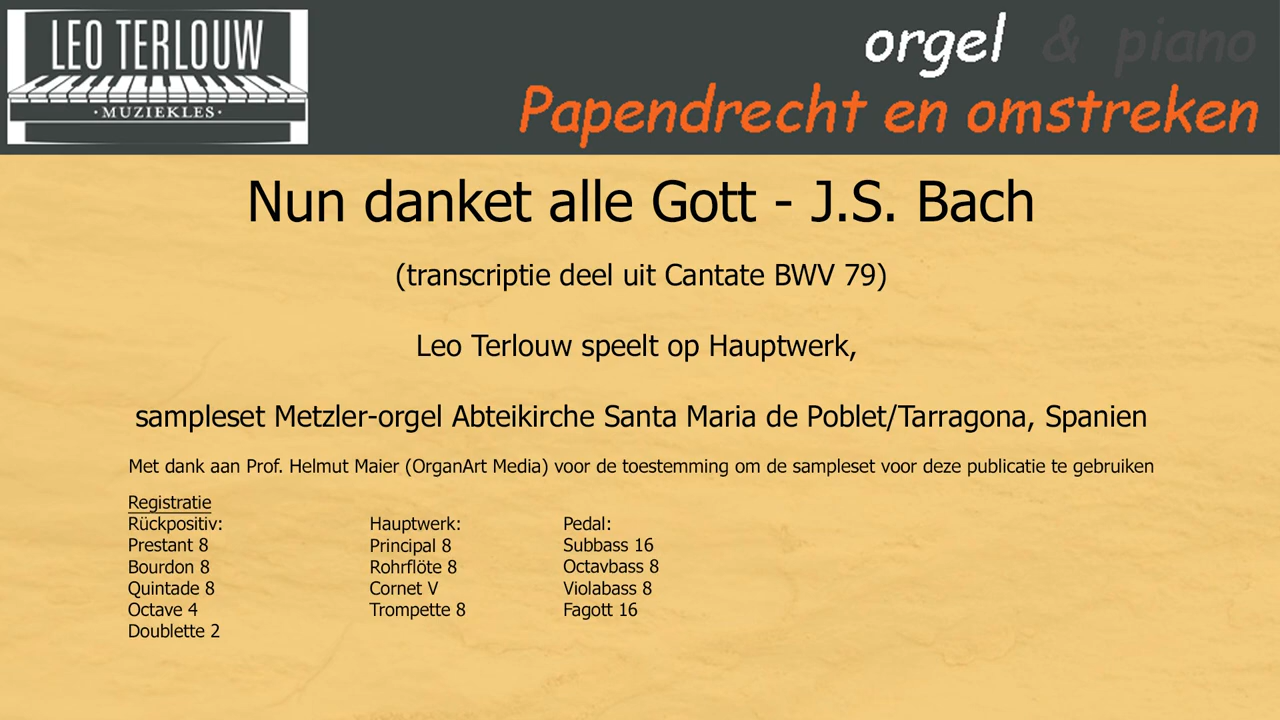 LEO TERLOUW
·MUZIEKLES·
orgel & piano
Papendrecht en omstreken
Nun danket alle Gott - J.S. Bach
(transcriptie deel uit Cantate BWV 79)
Leo Terlouw speelt op Hauptwerk,
sampleset Metzler-orgel Abteikirche Santa Maria de Poblet/Tarragona, Spanien
Met dank aan Prof. Helmut Maier (OrganArt Media) voor de toestemming om de sampleset voor deze publicatie te gebruiken
Registratie
Rückpositiv:
Prestant 8
Bourdon 8
Quintade 8
Octave 4
Doublette 2
Hauptwerk:
Principal 8
Rohrflöte 8
Cornet V
Trompette 8
Pedal:
Subbass 16
Octavbass 8
Violabass 8
Fagott 16